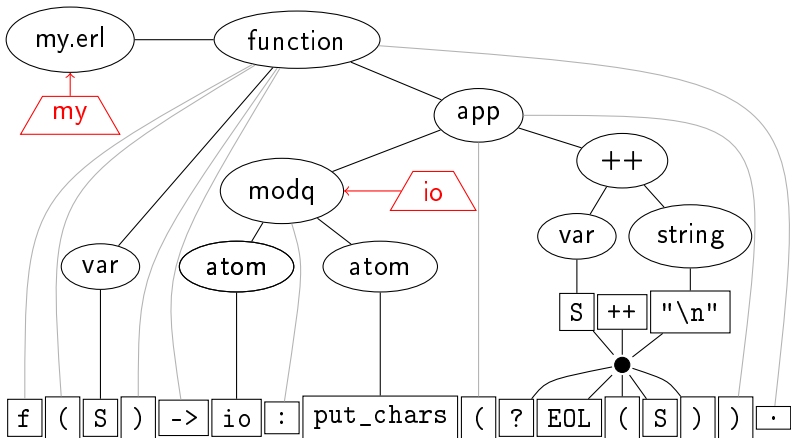 my.erl function
my app
++
modq io
var string
var atom atom
S ++ "\n"
f ( S ) -> io : put_chars ( ? EOL ( S ) ) .